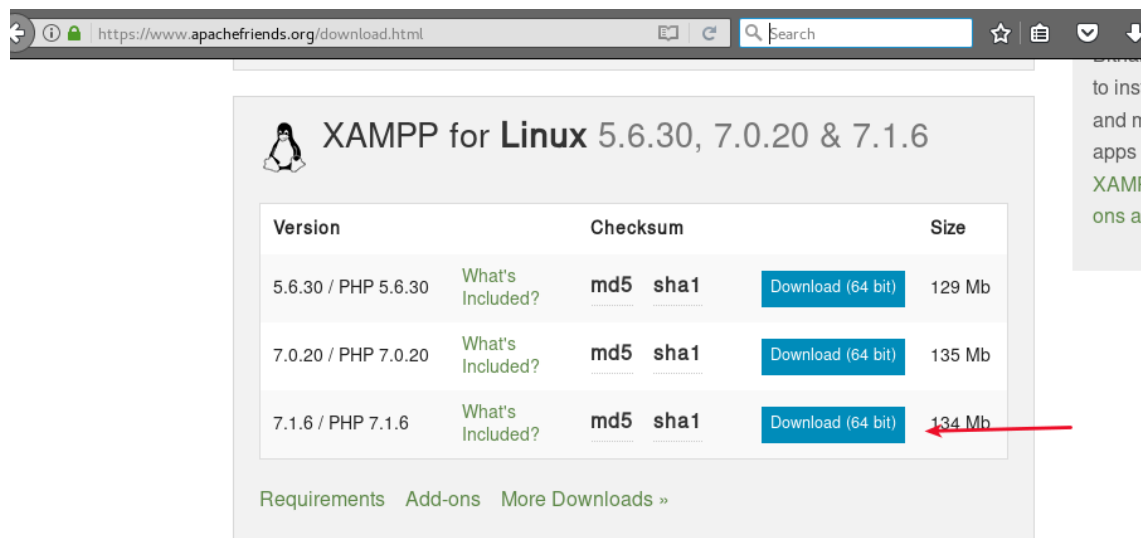 https://www.apachefriends.org/download.html
Search
to ins
and m
apps
XAMP
ons a
XAMPP for Linux 5.6.30, 7.0.20 & 7.1.6
Version Checksum Size
5.6.30 / PHP 5.6.30 What's Included? md5 sha1 Download (64 bit) 129 Mb
7.0.20 / PHP 7.0.20 What's Included? md5 sha1 Download (64 bit) 135 Mb
7.1.6 / PHP 7.1.6 What's Included? md5 sha1 Download (64 bit) 134 Mb
Requirements Add-ons More Downloads »